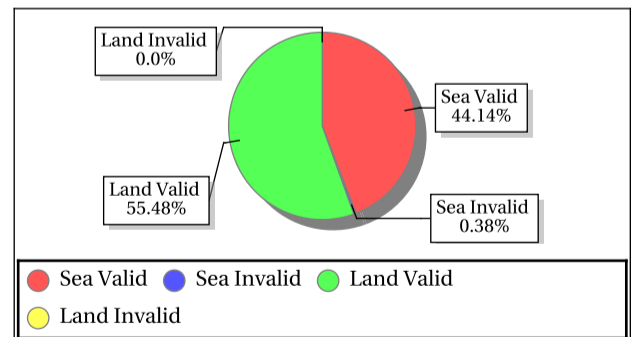 Land Invalid
0.0%
Sea Valid
44.14%
Land Valid
55.48%
Sea Invalid
0.38%
Sea Valid Sea Invalid Land Valid
Land Invalid